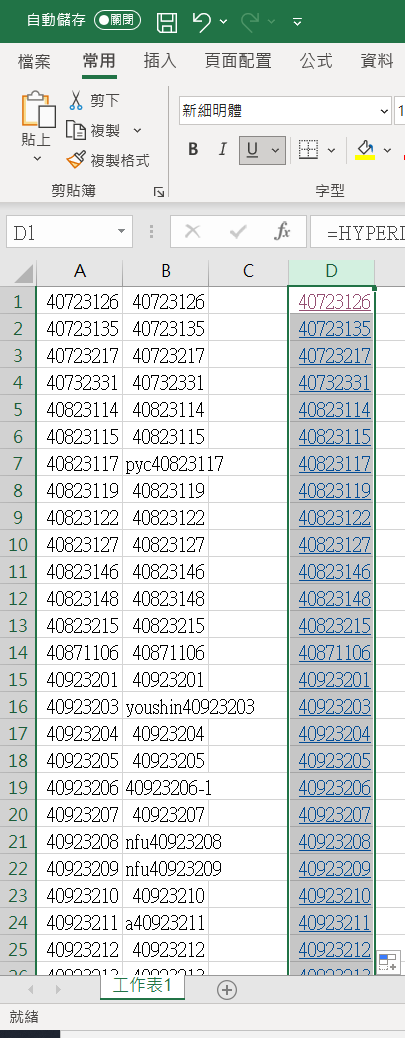 自動儲存 關閉
檔案 常用 插入 頁面配置 公式 資料
貼上 剪下
複製
複製格式
剪貼簿
新細明體 1
B I U
字型
D1 fx =HYPERI
A B C D
1 40723126 40723126 40723126
2 40723135 40723135 40723135
3 40723217 40723217 40723217
4 40732331 40732331 40732331
5 40823114 40823114 40823114
6 40823115 40823115 40823115
7 40823117 pyc40823117 40823117
8 40823119 40823119 40823119
9 40823122 40823122 40823122
10 40823127 40823127 40823127
11 40823146 40823146 40823146
12 40823148 40823148 40823148
13 40823215 40823215 40823215
14 40871106 40871106 40871106
15 40923201 40923201 40923201
16 40923203 youshin40923203 40923203
17 40923204 40923204 40923204
18 40923205 40923205 40923205
19 40923206 40923206-1 40923206
20 40923207 40923207 40923207
21 40923208 nfu40923208 40923208
22 40923209 nfu40923209 40923209
23 40923210 40923210 40923210
24 40923211 a40923211 40923211
25 40923212 40923212 40923212
工作表1
就緒